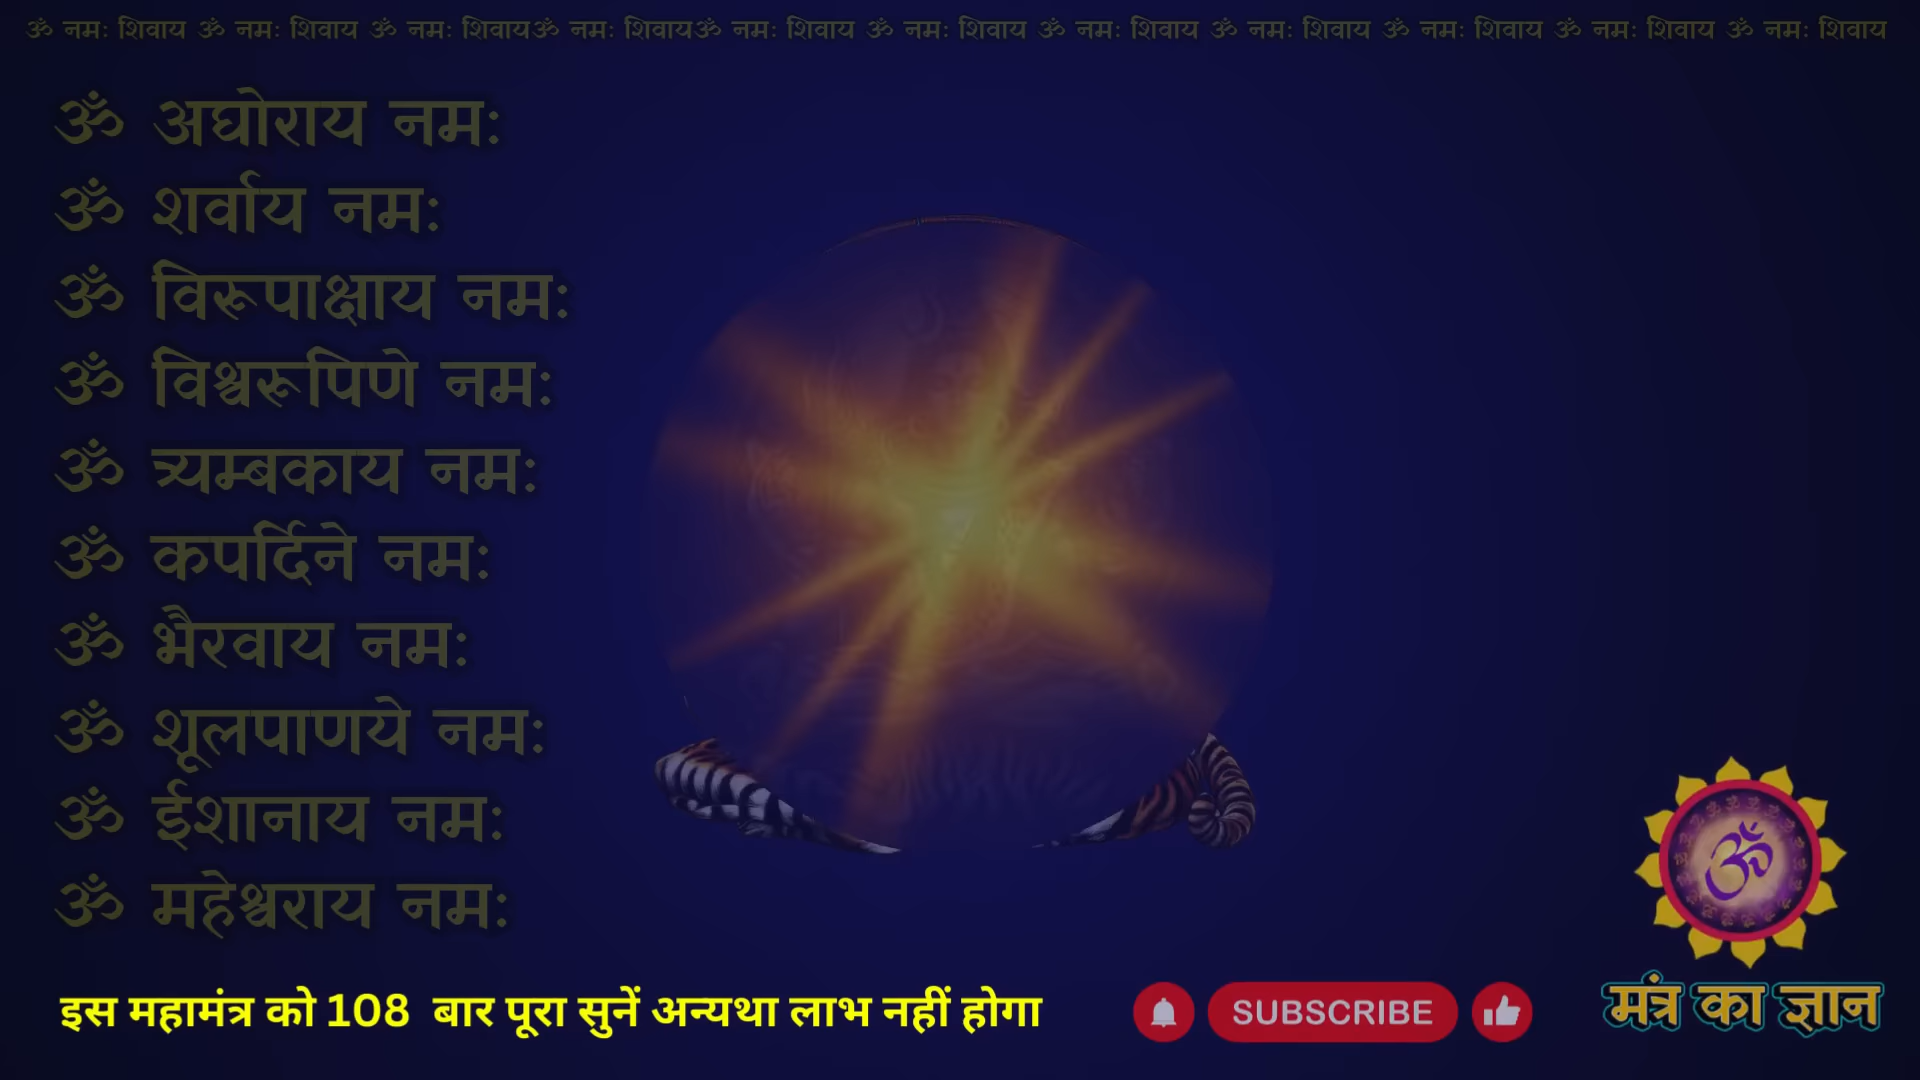 ॐ नमः शिवाय ॐ नमः शिवाय ॐ नमः शिवायॐ नमः शिवायॐ नमः शिवाय ॐ नमः शिवाय ॐ नमः शिवाय ॐ नमः शिवाय ॐ नमः शिवाय ॐ नमः शिवाय ॐ नमः शिवाय
ॐ अघोराय नमः
ॐ शर्वाय नमः
ॐ विरूपाक्षाय नमः
ॐ विश्वरूपिणे नमः
ॐ त्र्यम्बकाय नमः
ॐ कपर्दिने नमः
ॐ भैरवाय नमः
ॐ शूलपाणये नमः
ॐ ईशानाय नमः
ॐ महेश्वराय नमः
इस महामंत्र को 108 बार पूरा सुनें अन्यथा लाभ नहीं होगा
SUBSCRIBE
ॐ
मंत्र का ज्ञान